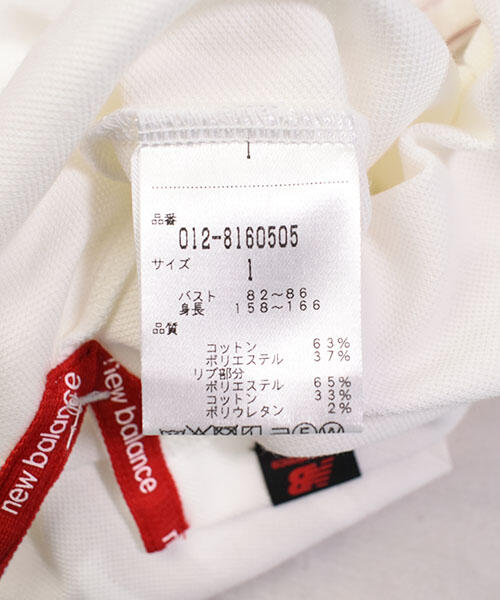 品番
012-8160505
サイズ
1
バスト 82～86
身長 158～166
品質
コットン 63%
ポリエステル 37%
リブ部分
ポリエステル 65%
コットン 33%
ポリウレタン 2%
new balance
new balance